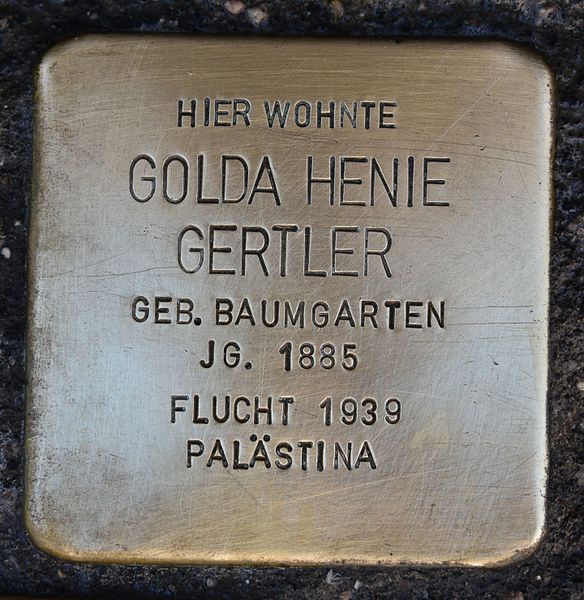 HIER WOHNTE
GOLDA HENIE
GERTLER
GEB. BAUMGARTEN
JG. 1885
FLUCHT 1939
PALÄSTINA